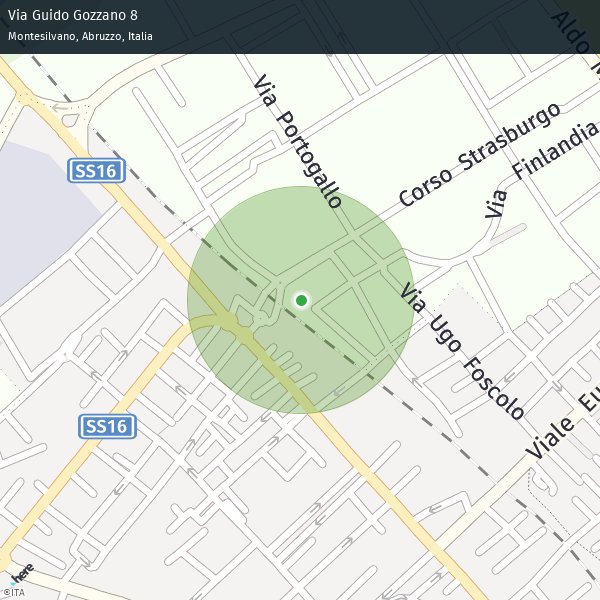 Via Guido Gozzano 8
Montesilvano, Abruzzo, Italia
Aldo
Via Portogallo
Corso Strasburgo
Via Finlandia
SS16
Via Ugo Foscolo
SS16
Viale
here
©ITA